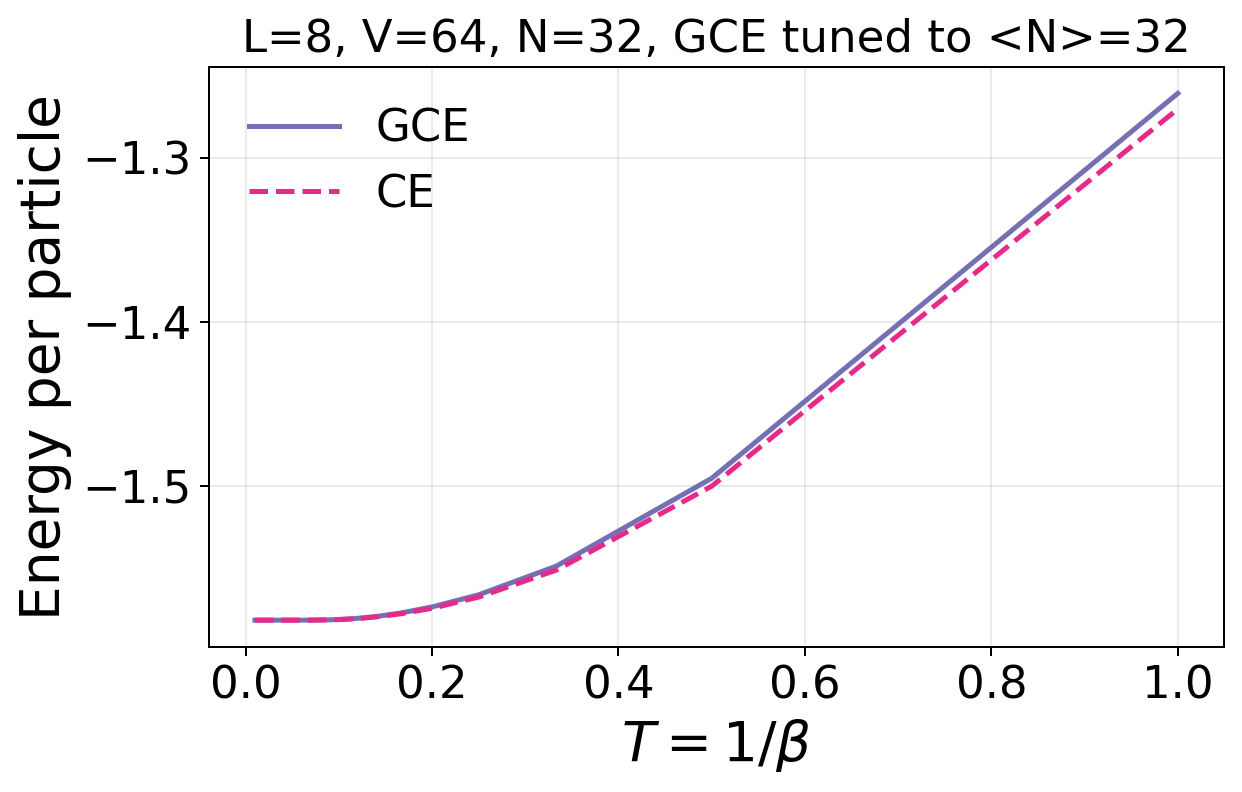 L=8, V=64, N=32, GCE tuned to <N>=32
GCE
CE
Energy per particle
−1.3
−1.4
−1.5
0.0 0.2 0.4 0.6 0.8 1.0
T = 1/β